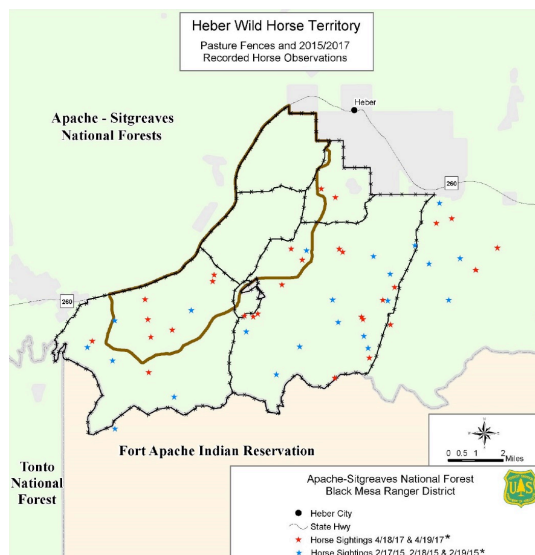 Heber Wild Horse Territory
Pasture Fences and 2015/2017
Recorded Horse Observations
Heber
Apache - Sitgreaves
National Forests
260
260
Fort Apache Indian Reservation
Tonto
National
Forest
0 0.5 1 2
Miles
Apache-Sitgreaves National Forest
Black Mesa Ranger District
UAS
Heber City
State Hwy
Horse Sightings 4/18/17 & 4/19/17*
Horse Sightings 2/17/15, 2/18/15 & 2/19/15*